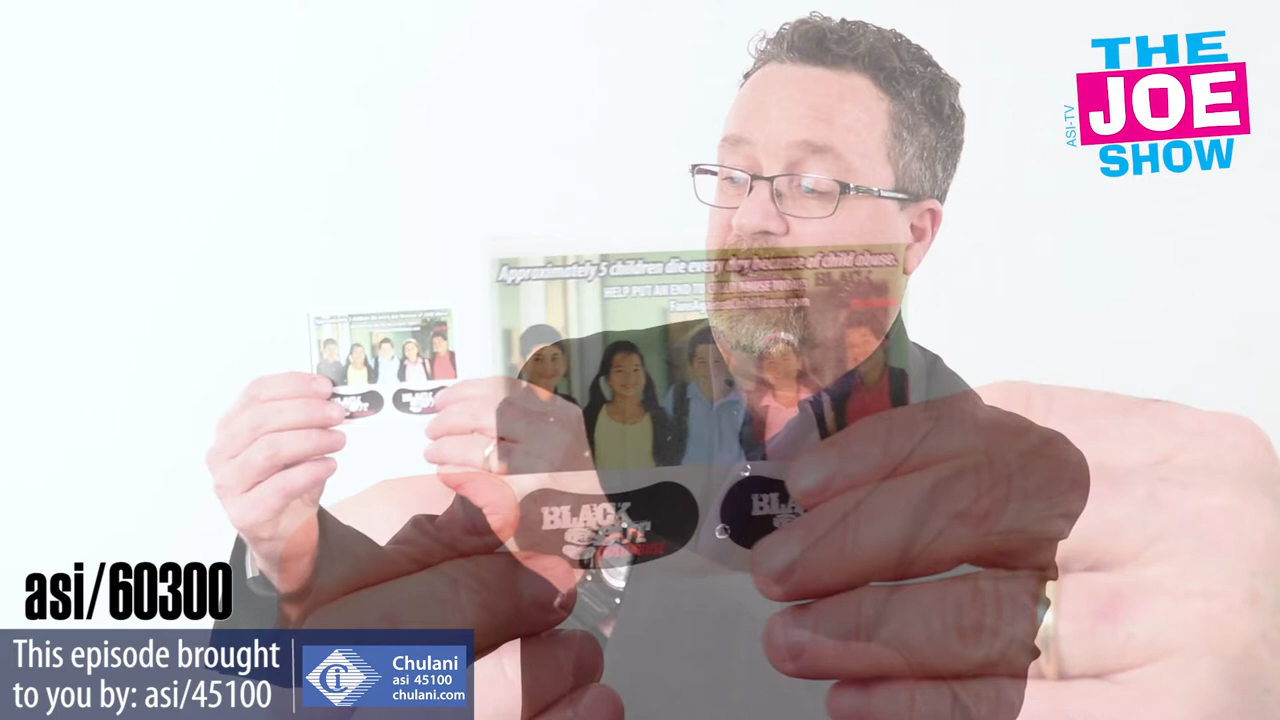 THE
JOE
SHOW
ASI-TV
Approximately 5 children die every day because of child abuse.
HELP PUT AN END TO
BLACK
BLA
asi/60300
This episode brought
to you by: asi/45100
Chulani
asi 45100
chulani.com